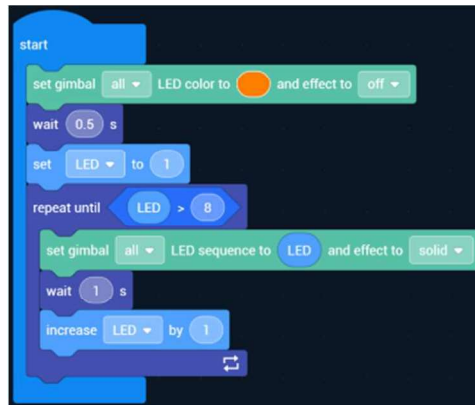 start
set gimbal all LED color to and effect to off
wait 0.5 s
set LED to 1
repeat until LED > 8
set gimbal all LED sequence to LED and effect to solid
wait 1 s
increase LED by 1